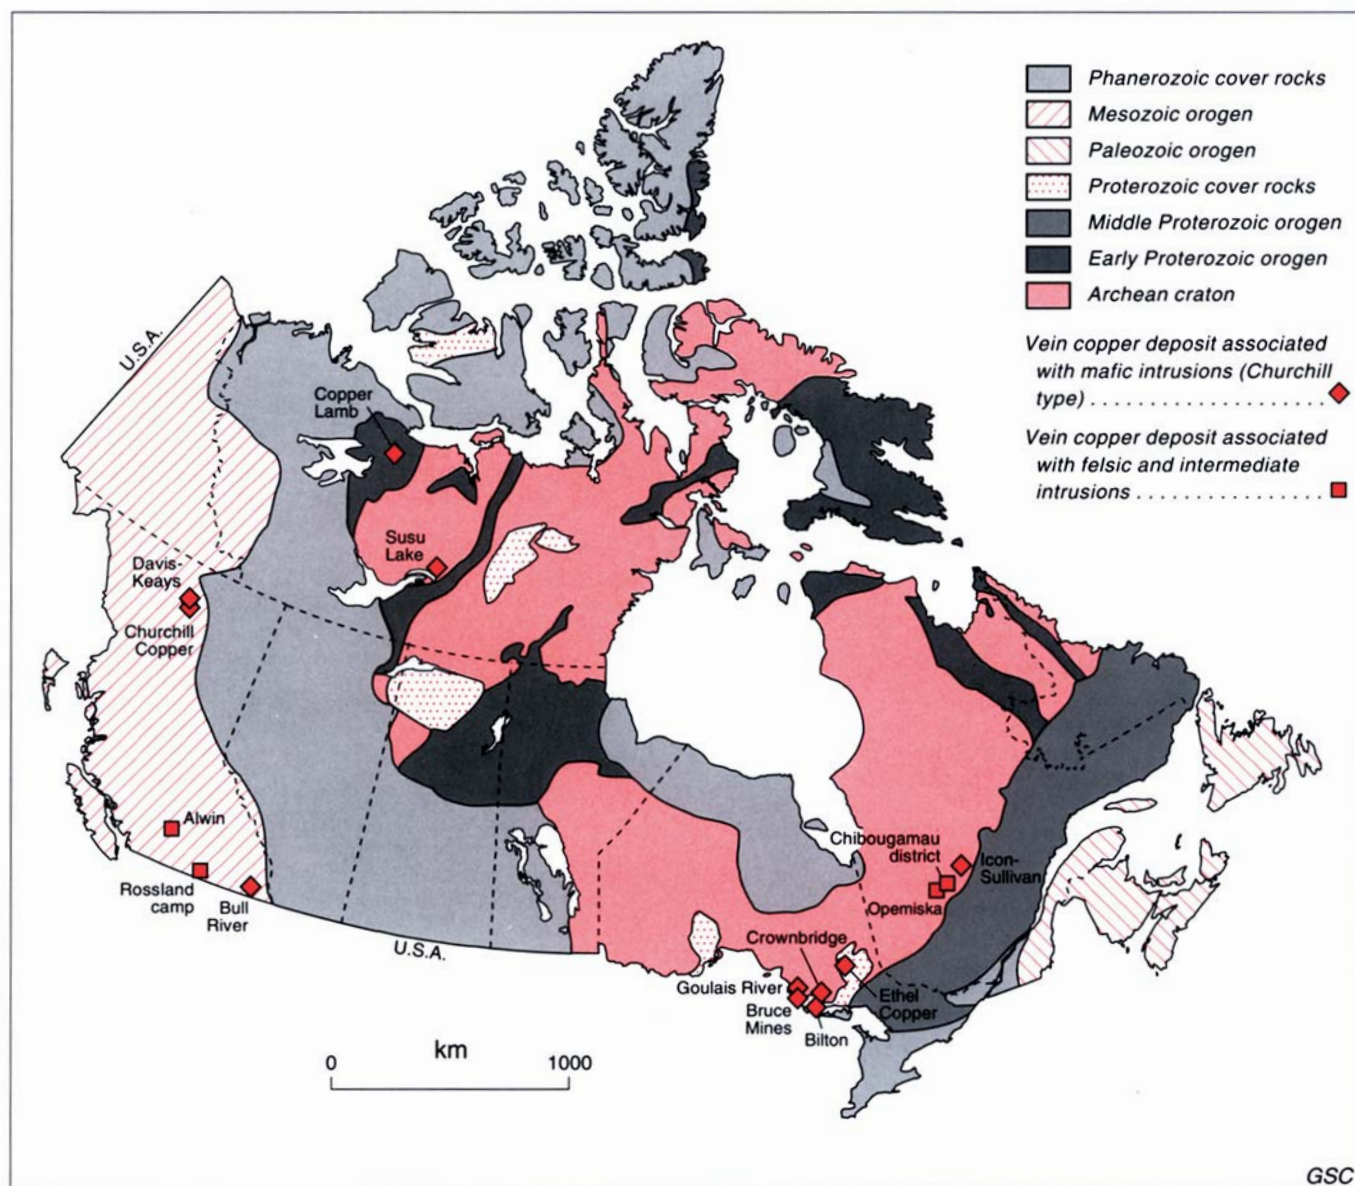 Phanerozoic cover rocks
Mesozoic orogen
Paleozoic orogen
Proterozoic cover rocks
Middle Proterozoic orogen
Early Proterozoic orogen
Archean craton
Vein copper deposit associated
with mafic intrusions (Churchill
type) . . . . . . . . . . . . . . . . . . . . .
Vein copper deposit associated
with felsic and intermediate
intrusions . . . . . . . . . . . . . . . . .
U.S.A.
Copper
Lamb
Susu
Lake
Davis-
Keays
Churchill
Copper
Alwin
Rossland
camp
Bull
River
U.S.A.
Chibougamau
district
Icon-
Sullivan
Opemiska
Crownbridge
Goulais River
Bruce
Mines
Bilton
Ethel
Copper
km
0 1000
GSC